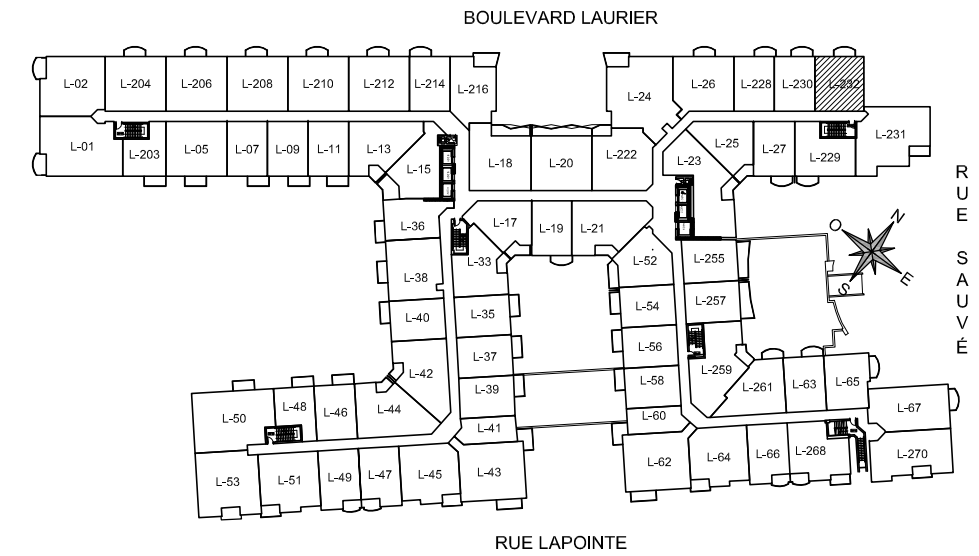 BOULEVARD LAURIER
L-02 L-204 L-206 L-208 L-210 L-212 L-214 L-216 L-24 L-26 L-228 L-230 L-232
L-01 L-203 L-05 L-07 L-09 L-11 L-13 L-15 L-18 L-20 L-222 L-23 L-25 L-27 L-229 L-231
L-36 L-17 L-19 L-21
L-38 L-33 L-52 L-255
L-40 L-35 L-54 L-257
L-42 L-37 L-56 L-259
L-39 L-58
L-41 L-60
L-50 L-48 L-46 L-44 L-261 L-63 L-65 L-67
L-53 L-51 L-49 L-47 L-45 L-43 L-62 L-64 L-66 L-268 L-270
RUE SAUVÉ
N
O
E
S
RUE LAPOINTE